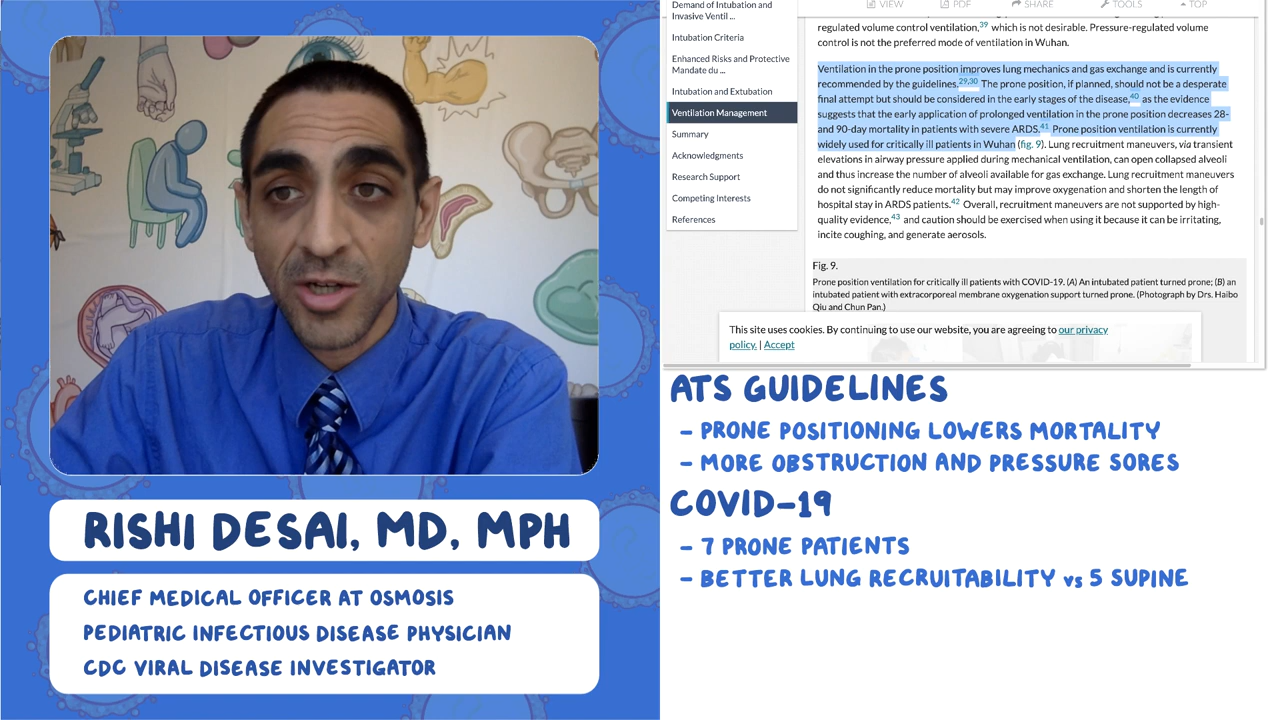 RISHI DESAI, MD, MPH
CHIEF MEDICAL OFFICER AT OSMOSIS
PEDIATRIC INFECTIOUS DISEASE PHYSICIAN
CDC VIRAL DISEASE INVESTIGATOR
Demand of Intubation and
Invasive Ventil ...
Intubation Criteria
Enhanced Risks and Protective
Mandate du ...
Intubation and Extubation
Ventilation Management
Summary
Acknowledgments
Research Support
Competing Interests
References
VIEW PDF SHARE TOOLS TOP
regulated volume control ventilation,39 which is not desirable. Pressure-regulated volume
control is not the preferred mode of ventilation in Wuhan.
Ventilation in the prone position improves lung mechanics and gas exchange and is currently
recommended by the guidelines.29,30 The prone position, if planned, should not be a desperate
final attempt but should be considered in the early stages of the disease,40 as the evidence
suggests that the early application of prolonged ventilation in the prone position decreases 28-
and 90-day mortality in patients with severe ARDS.41 Prone position ventilation is currently
widely used for critically ill patients in Wuhan (fig. 9). Lung recruitment maneuvers, via transient
elevations in airway pressure applied during mechanical ventilation, can open collapsed alveoli
and thus increase the number of alveoli available for gas exchange. Lung recruitment maneuvers
do not significantly reduce mortality but may improve oxygenation and shorten the length of
hospital stay in ARDS patients.42 Overall, recruitment maneuvers are not supported by high-
quality evidence,43 and caution should be exercised when using it because it can be irritating,
incite coughing, and generate aerosols.
Fig. 9.
Prone position ventilation for critically ill patients with COVID-19. (A) An intubated patient turned prone; (B) an
intubated patient with extracorporeal membrane oxygenation support turned prone. (Photograph by Drs. Haibo
Qiu and Chun Pan.)
This site uses cookies. By continuing to use our website, you are agreeing to our privacy
policy. | Accept
ATS GUIDELINES
- PRONE POSITIONING LOWERS MORTALITY
- MORE OBSTRUCTION AND PRESSURE SORES
COVID-19
- 7 PRONE PATIENTS
- BETTER LUNG RECRUITABILITY vs 5 SUPINE